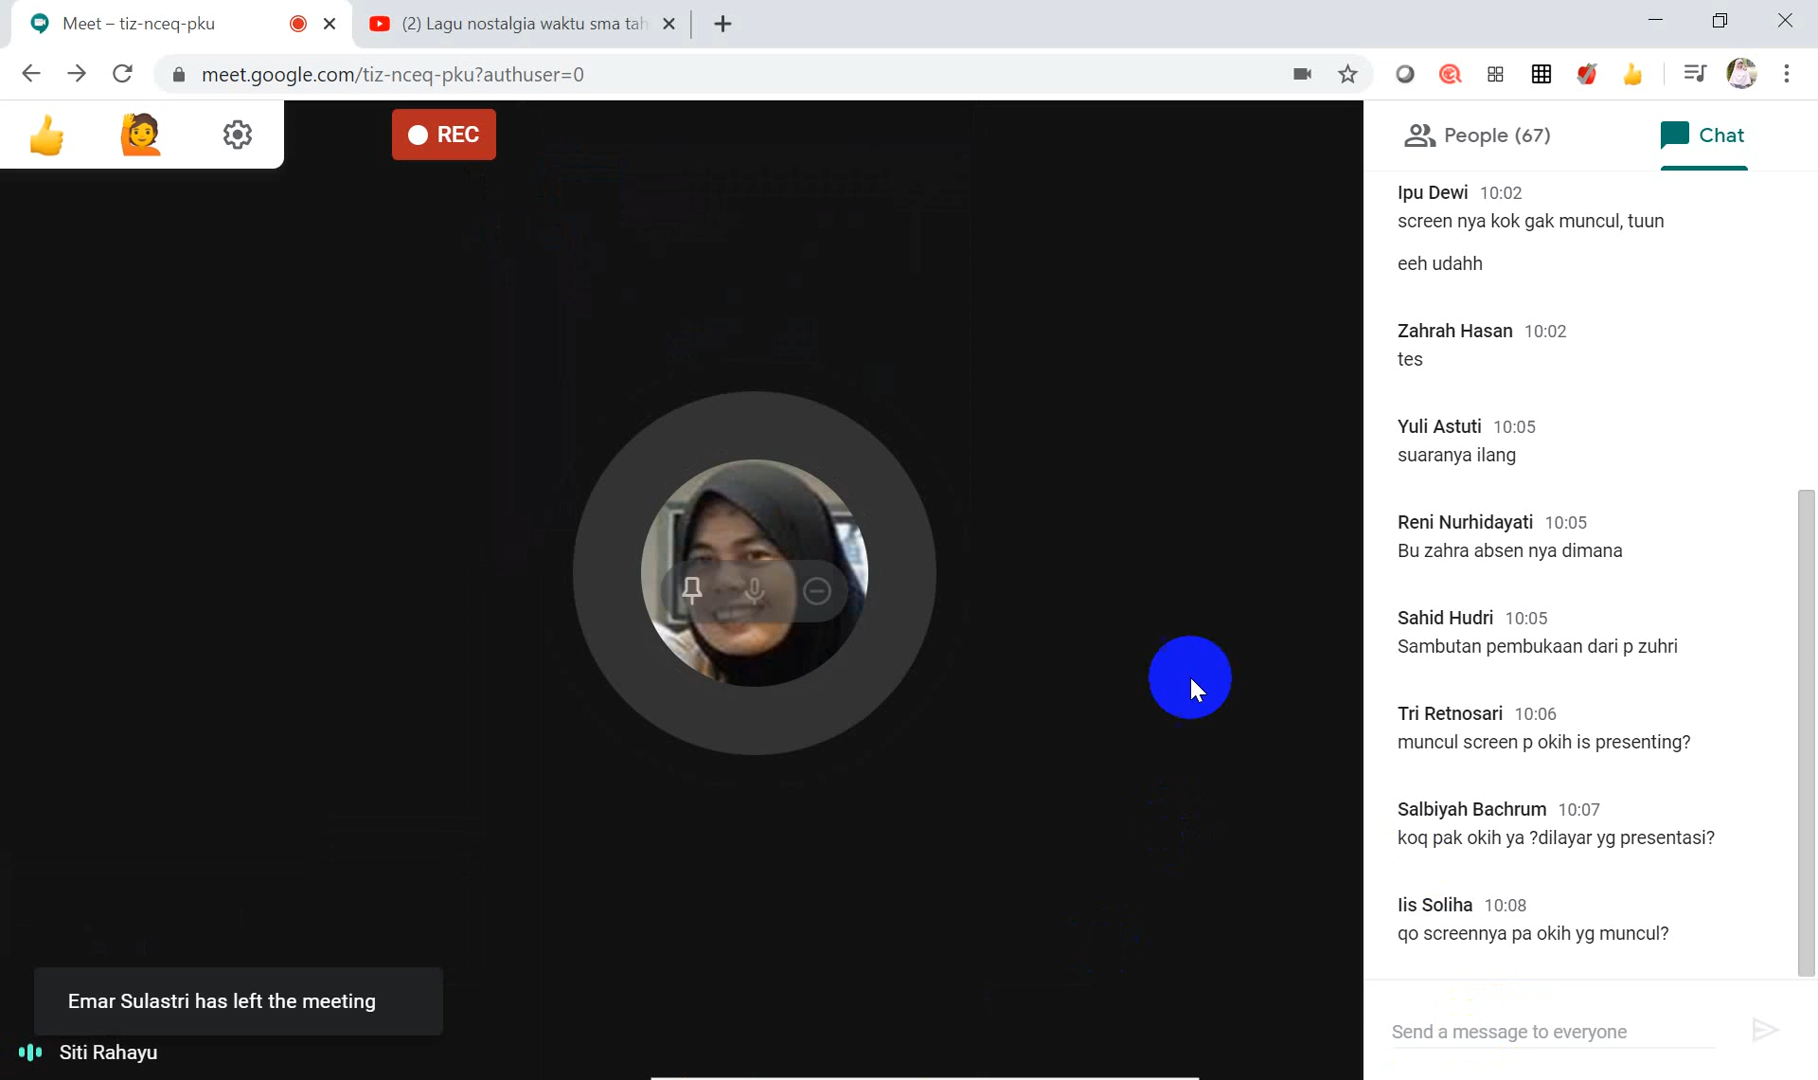 Meet – tiz-nceq-pku
(2) Lagu nostalgia waktu sma tah
meet.google.com/tiz-nceq-pku?authuser=0
REC
People (67)
Chat
Ipu Dewi 10:02
screen nya kok gak muncul, tuun
eeh udahh
Zahrah Hasan 10:02
tes
Yuli Astuti 10:05
suaranya ilang
Reni Nurhidayati 10:05
Bu zahra absen nya dimana
Sahid Hudri 10:05
Sambutan pembukaan dari p zuhri
Tri Retnosari 10:06
muncul screen p okih is presenting?
Salbiyah Bachrum 10:07
koq pak okih ya ?dilayar yg presentasi?
Iis Soliha 10:08
qo screennya pa okih yg muncul?
Send a message to everyone
Emar Sulastri has left the meeting
Siti Rahayu